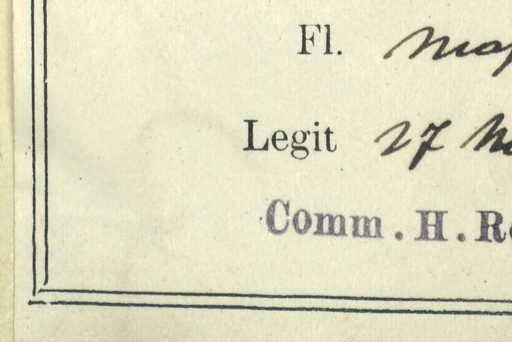 Fl.
Legit 27
Comm. H.